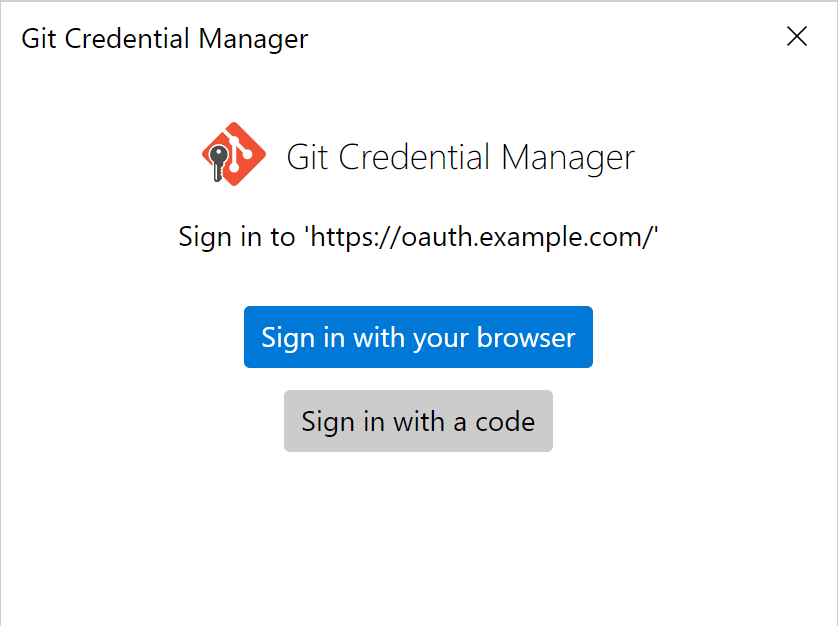 Git Credential Manager
Git Credential Manager
Sign in to 'https://oauth.example.com/'
Sign in with your browser
Sign in with a code